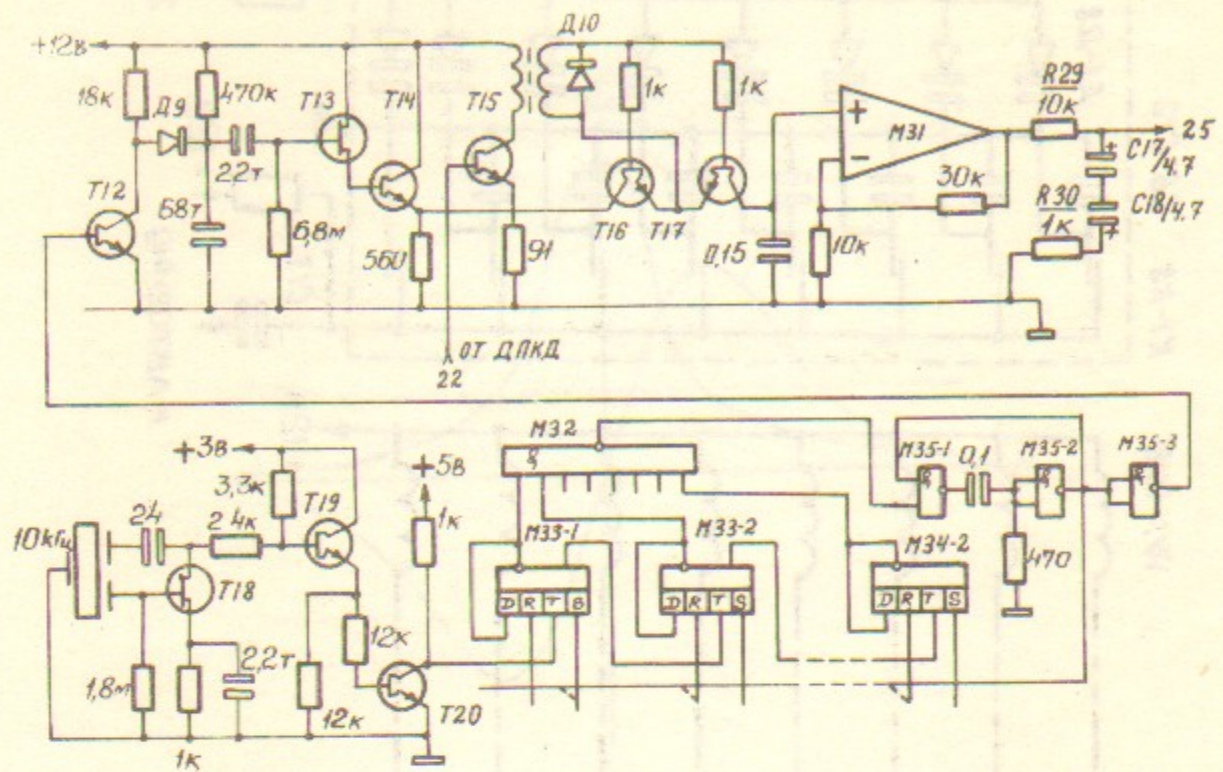 +12в
18к
Д9
470к
22т
Т12
68т
6,8м
Т13
Т14
560
Т15
91
Д10
1к
1к
Т16
Т17
0,15
+
−
М31
30к
10к
R29
10к
25
+
С17/4.7
R30
1к
С18/4.7
+
ОТ ДПКД
22
+3в
3,3к
Т19
10кГц
24
2 4к
Т18
1,8м
1к
2,2т
12к
12к
+5в
1к
Т20
М32
&
М33-1
D R T В
М33-2
D R T S
М34-2
D R T S
М35-1
&
0,1
М35-2
&
М35-3
&
470